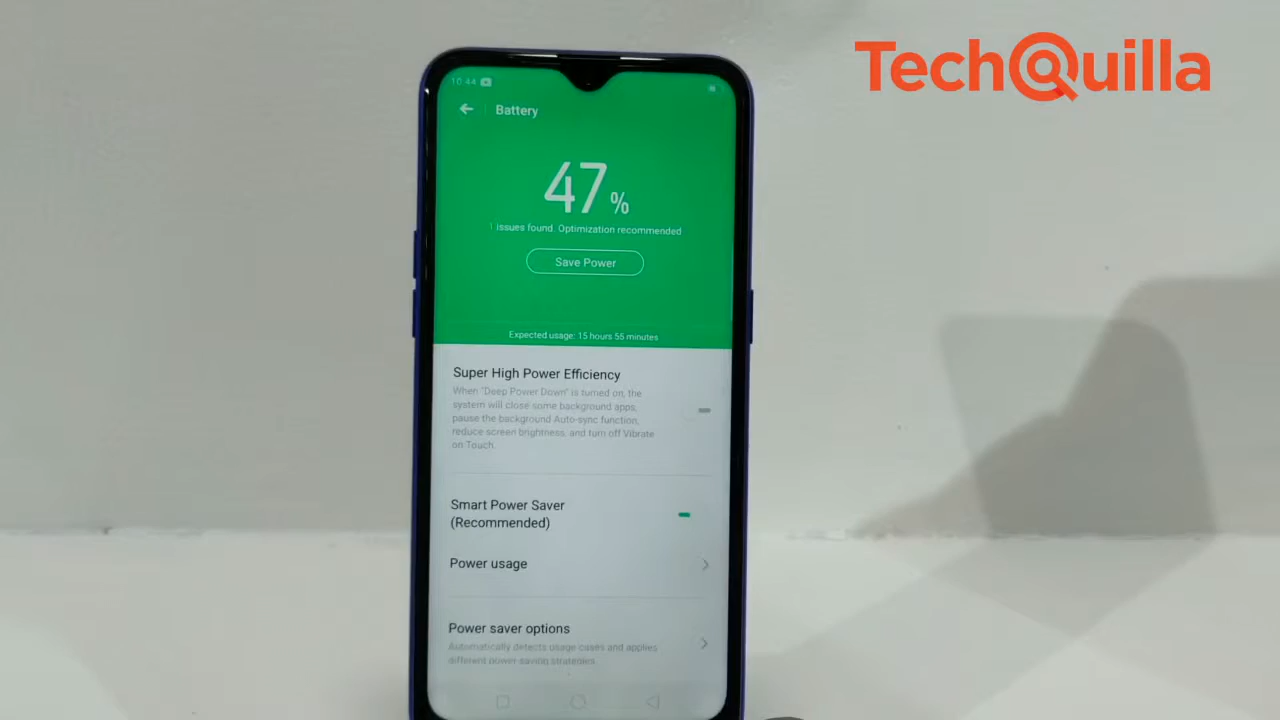 TechQuilla
10:44
Battery
47%
1 issues found. Optimization recommended
Save Power
Expected usage: 15 hours 55 minutes
Super High Power Efficiency
When "Deep Power Down" is turned on, the
system will close some background apps,
pause the background Auto-sync function,
reduce screen brightness, and turn off Vibrate
on Touch.
Smart Power Saver
(Recommended)
Power usage
Power saver options
Automatically detects usage cases and applies
different power-saving strategies.